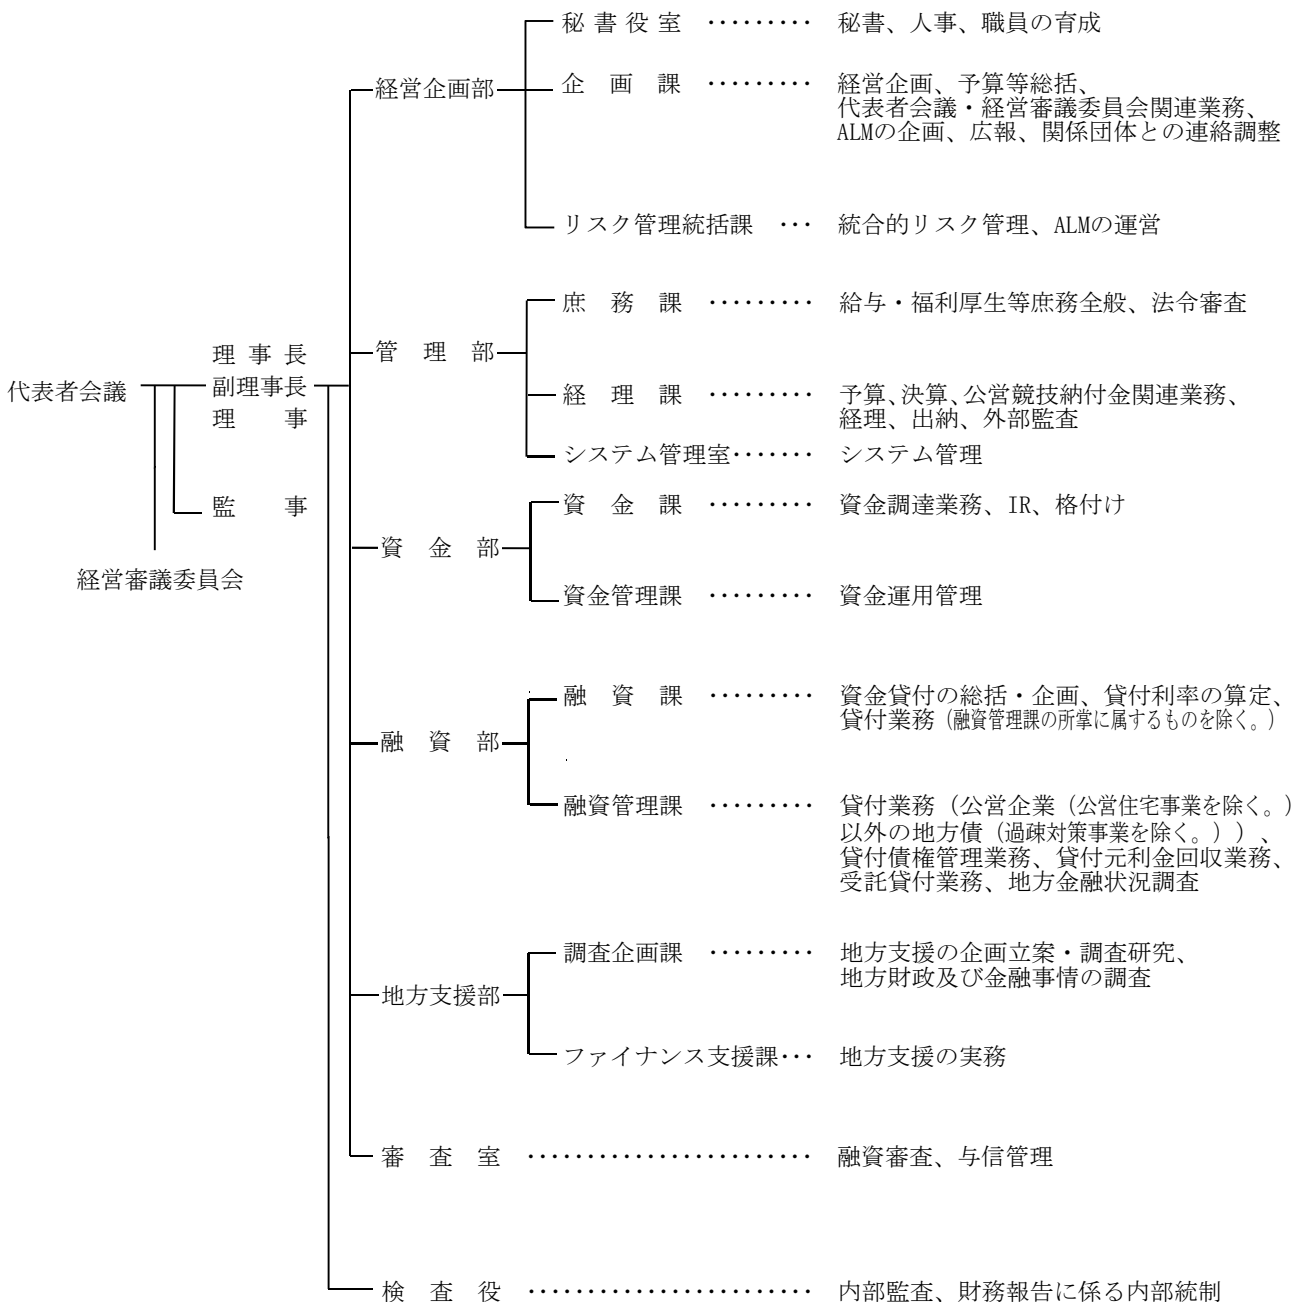 秘書役室 ‥‥‥‥‥ 秘書、人事、職員の育成
経営企画部
企画課 ‥‥‥‥‥ 経営企画、予算等総括、
代表者会議・経営審議委員会関連業務、
ALMの企画、広報、関係団体との連絡調整
リスク管理統括課 ‥‥ 統合的リスク管理、ALMの運営
庶務課 ‥‥‥‥‥ 給与・福利厚生等庶務全般、法令審査
代表者会議
理事長
副理事長
理事
監事
経営審議委員会
管理部
経理課 ‥‥‥‥‥ 予算、決算、公営競技納付金関連業務、
経理、出納、外部監査
システム管理室‥‥‥‥ システム管理
資金課 ‥‥‥‥‥ 資金調達業務、IR、格付け
資金部
資金管理課 ‥‥‥‥‥ 資金運用管理
融資課 ‥‥‥‥‥ 資金貸付の総括・企画、貸付利率の算定、
貸付業務(融資管理課の所掌に属するものを除く。)
融資部
融資管理課 ‥‥‥‥‥ 貸付業務(公営企業(公営住宅事業を除く。)
以外の地方債(過疎対策事業を除く。))、
貸付債権管理業務、貸付元利金回収業務、
受託貸付業務、地方金融状況調査
調査企画課 ‥‥‥‥‥ 地方支援の企画立案・調査研究、
地方財政及び金融事情の調査
地方支援部
ファイナンス支援課‥‥ 地方支援の実務
審査室 ‥‥‥‥‥‥‥‥‥‥‥‥ 融資審査、与信管理
検査役 ‥‥‥‥‥‥‥‥‥‥‥‥ 内部監査、財務報告に係る内部統制